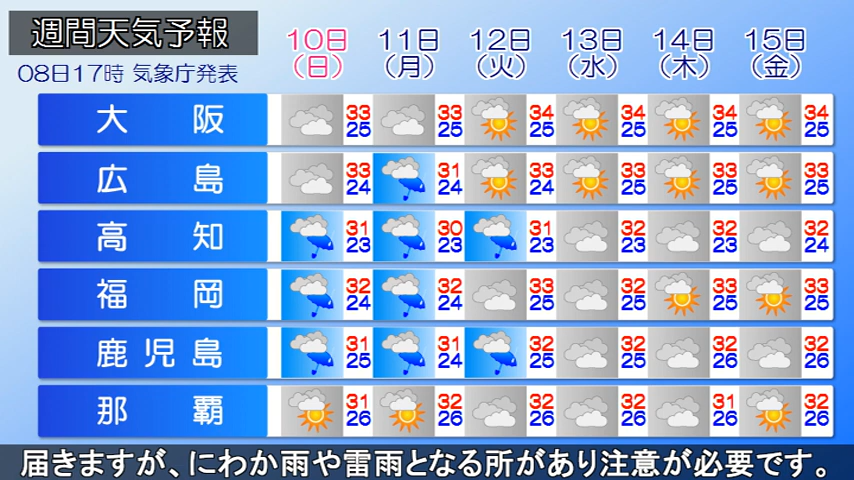 週間天気予報
08日17時 気象庁発表
10日 11日 12日 13日 14日 15日
(日) (月) (火) (水) (木) (金)
大阪 33 25 33 25 34 25 34 25 34 25 34 25
広島 33 24 31 24 33 24 33 25 33 25 33 25
高知 31 23 30 23 31 23 32 23 32 23 32 24
福岡 32 24 32 24 33 25 32 25 33 25 33 25
鹿児島 31 25 31 24 32 25 32 25 32 26 32 26
那覇 31 26 32 26 32 26 32 26 31 26 32 26
届きますが、にわか雨や雷雨となる所があり注意が必要です。